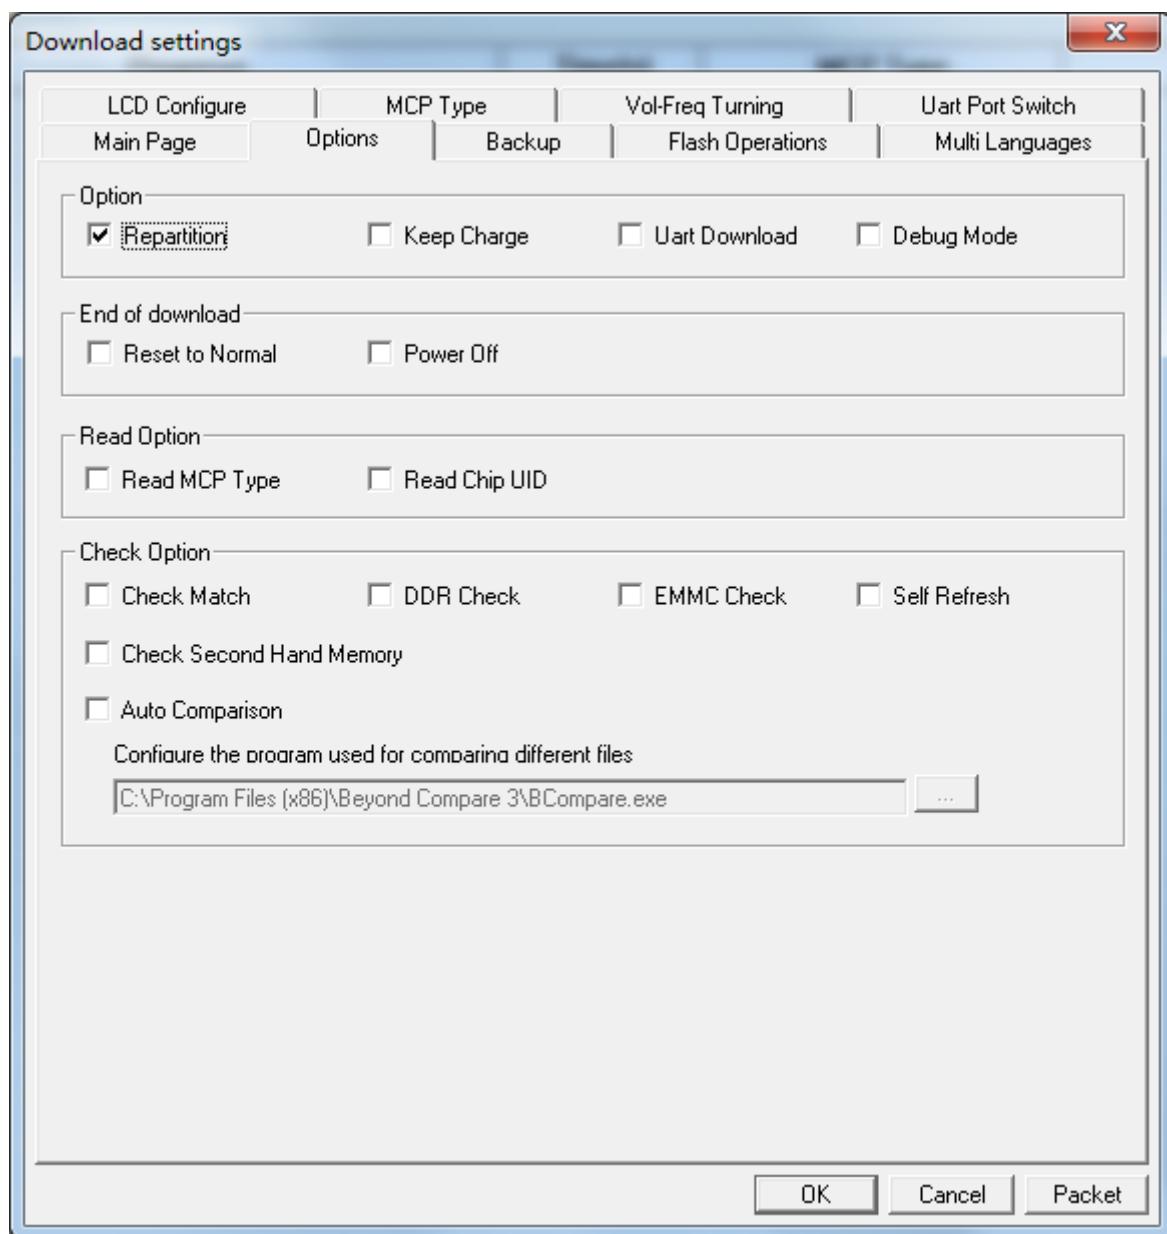 Download settings
LCD Configure MCP Type Vol-Freq Turning Uart Port Switch
Main Page Options Backup Flash Operations Multi Languages
Option
Repartition Keep Charge Uart Download Debug Mode
End of download
Reset to Normal Power Off
Read Option
Read MCP Type Read Chip UID
Check Option
Check Match DDR Check EMMC Check Self Refresh
Check Second Hand Memory
Auto Comparison
Configure the program used for comparing different files
C:\Program Files (x86)\Beyond Compare 3\BCompare.exe ...
OK Cancel Packet